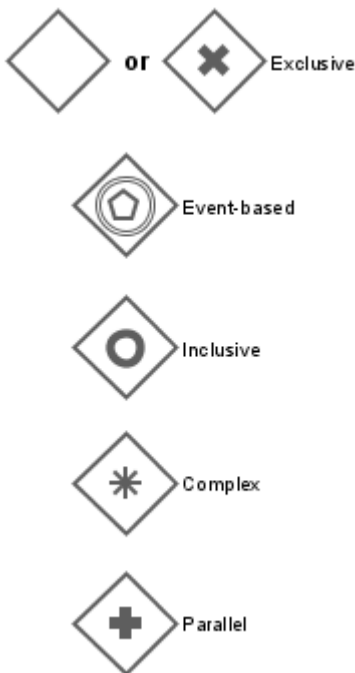 or Exclusive
Event-based
Inclusive
Complex
Parallel